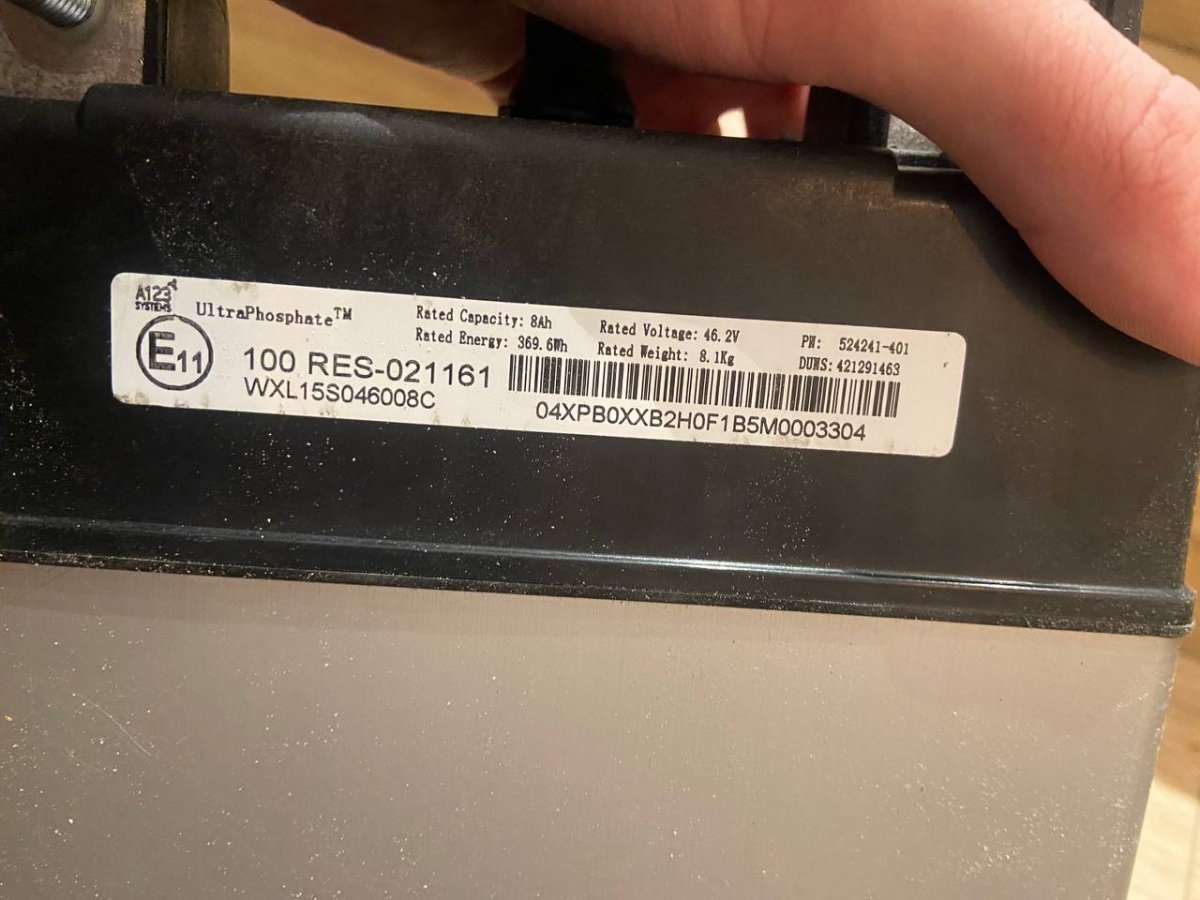 A123
SYSTEMS
UltraPhosphate™
Rated Capacity: 8Ah
Rated Voltage: 46.2V
PN: 524241-401
Rated Energy: 369.6Wh
Rated Weight: 8.1Kg
DUNS: 421291463
E11
100 RES-021161
WXL15S046008C
04XPB0XXB2H0F1B5M0003304